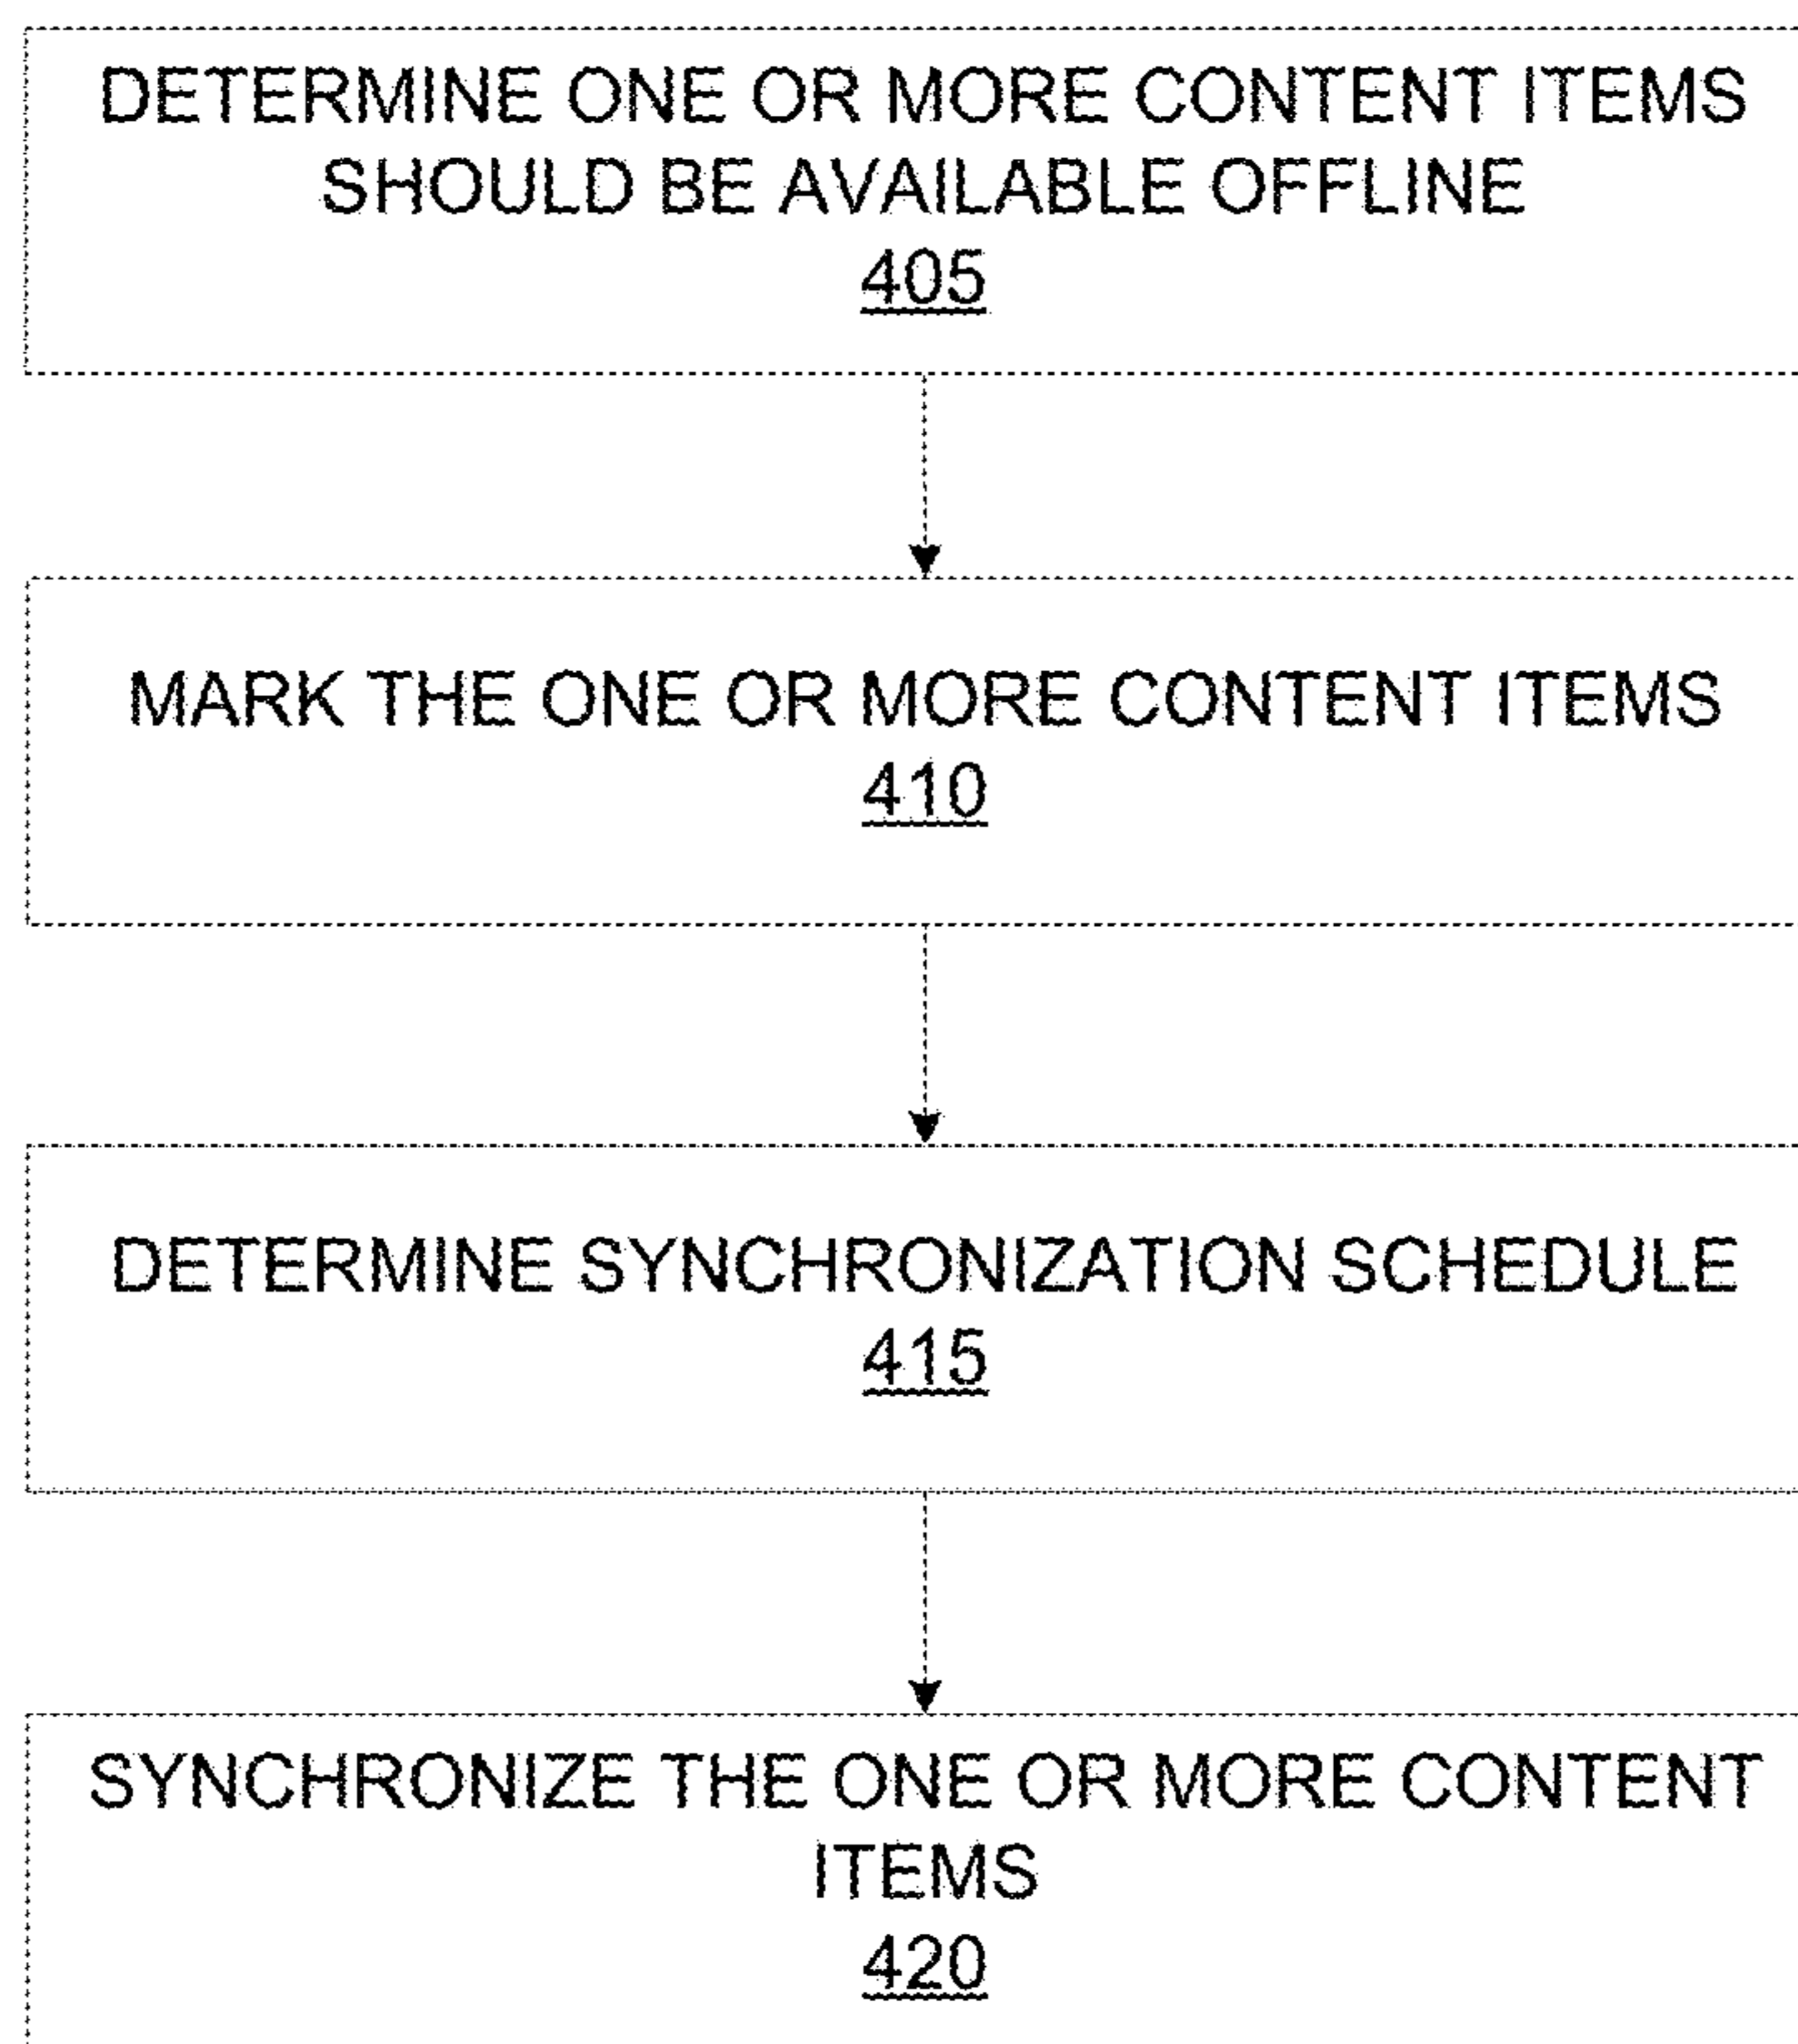 DETERMINE ONE OR MORE CONTENT ITEMS
SHOULD BE AVAILABLE OFFLINE
405
MARK THE ONE OR MORE CONTENT ITEMS
410
DETERMINE SYNCHRONIZATION SCHEDULE
415
SYNCHRONIZE THE ONE OR MORE CONTENT
ITEMS
420